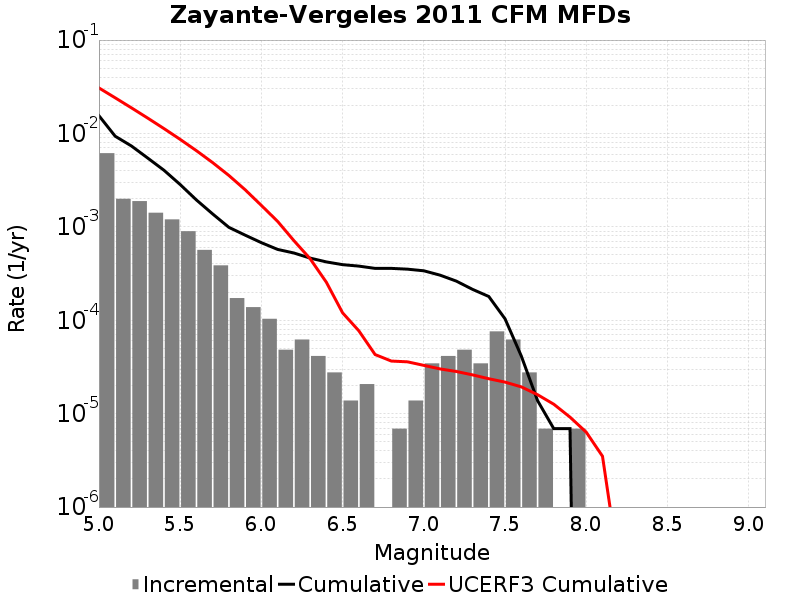 Zayante-Vergeles 2011 CFM MFDs
10-1
10-2
10-3
10-4
10-5
10-6
Rate (1/yr)
5.0 5.5 6.0 6.5 7.0 7.5 8.0 8.5 9.0
Magnitude
Incremental Cumulative UCERF3 Cumulative